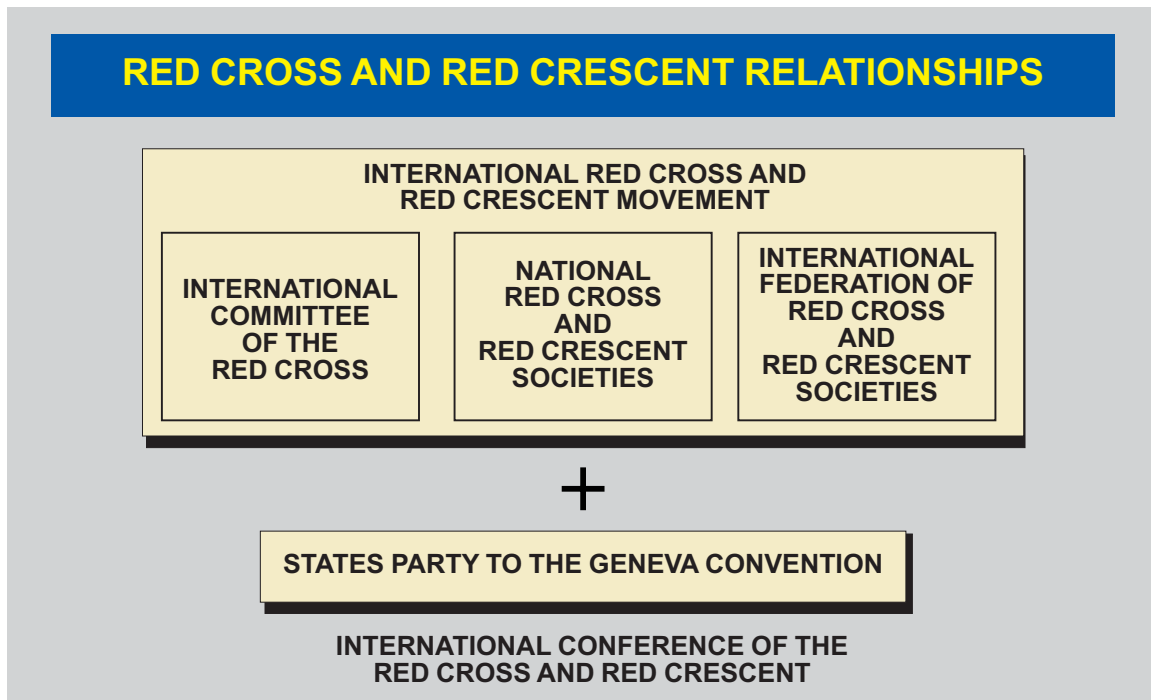 RED CROSS AND RED CRESCENT RELATIONSHIPS
INTERNATIONAL RED CROSS AND
RED CRESCENT MOVEMENT
INTERNATIONAL
COMMITTEE
OF THE
RED CROSS
NATIONAL
RED CROSS
AND
RED CRESCENT
SOCIETIES
INTERNATIONAL
FEDERATION OF
RED CROSS
AND
RED CRESCENT
SOCIETIES
+
STATES PARTY TO THE GENEVA CONVENTION
INTERNATIONAL CONFERENCE OF THE
RED CROSS AND RED CRESCENT